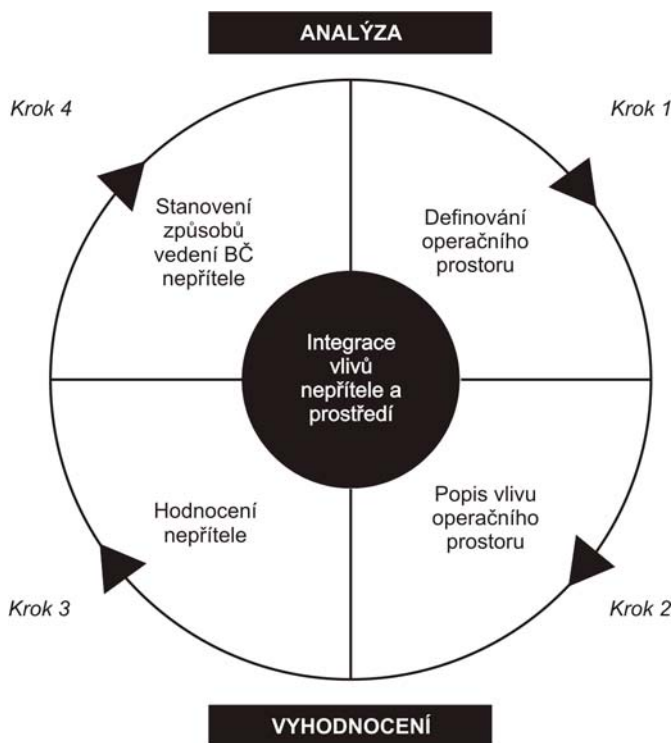 ANALÝZA
Krok 4
Krok 1
Stanovení
způsobů
vedení BČ
nepřítele
Definování
operačního
prostoru
Integrace
vlivů
nepřítele a
prostředí
Hodnocení
nepřítele
Popis vlivu
operačního
prostoru
Krok 3
Krok 2
VYHODNOCENÍ